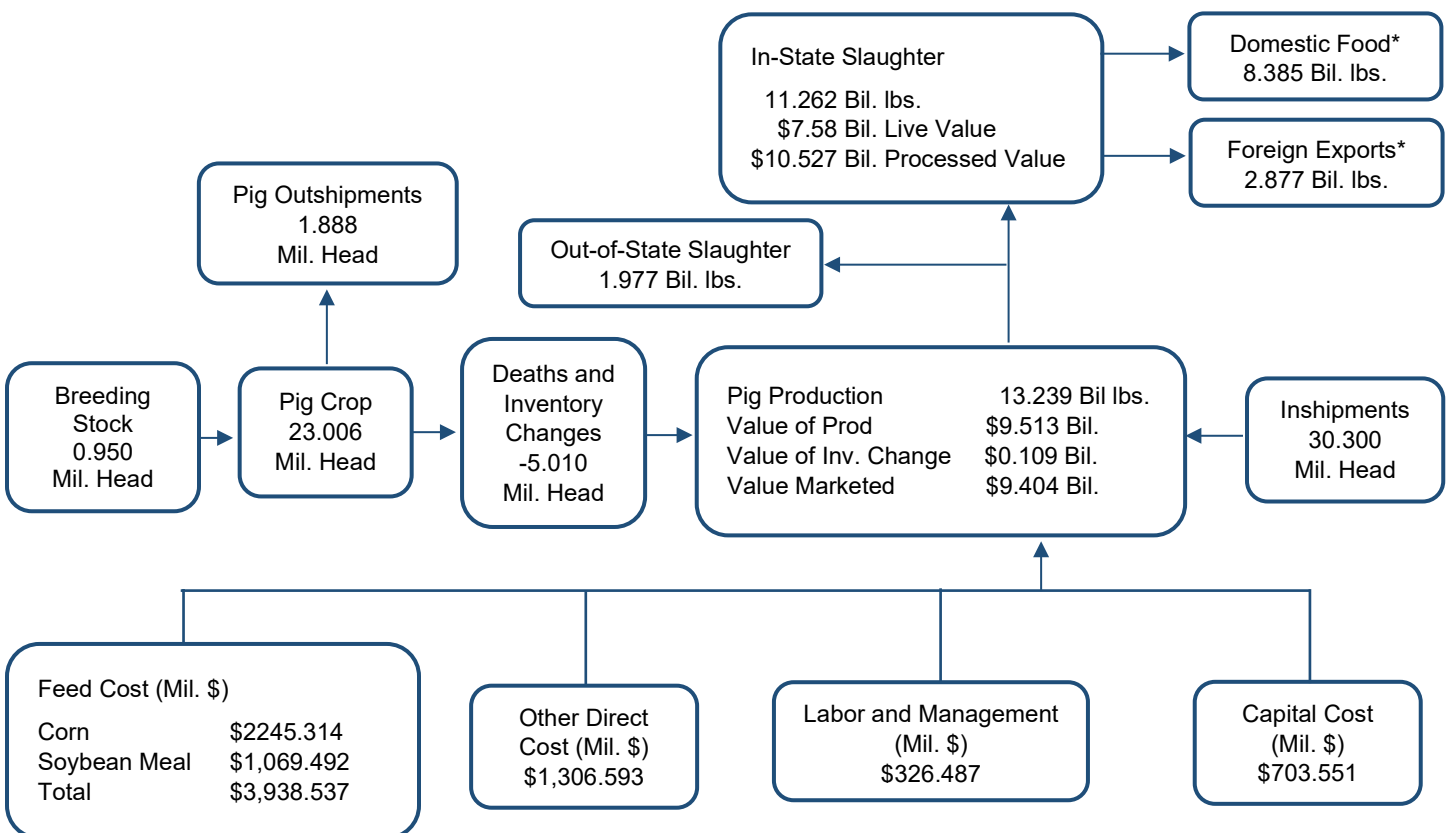 In-State Slaughter
11.262 Bil. lbs.
$7.58 Bil. Live Value
$10.527 Bil. Processed Value
Domestic Food*
8.385 Bil. lbs.
Foreign Exports*
2.877 Bil. lbs.
Pig Outshipments
1.888
Mil. Head
Out-of-State Slaughter
1.977 Bil. lbs.
Breeding
Stock
0.950
Mil. Head
Pig Crop
23.006
Mil. Head
Deaths and
Inventory
Changes
-5.010
Mil. Head
Pig Production 13.239 Bil lbs.
Value of Prod $9.513 Bil.
Value of Inv. Change $0.109 Bil.
Value Marketed $9.404 Bil.
Inshipments
30.300
Mil. Head
Feed Cost (Mil. $)
Corn $2245.314
Soybean Meal $1,069.492
Total $3,938.537
Other Direct
Cost (Mil. $)
$1,306.593
Labor and Management
(Mil. $)
$326.487
Capital Cost
(Mil. $)
$703.551